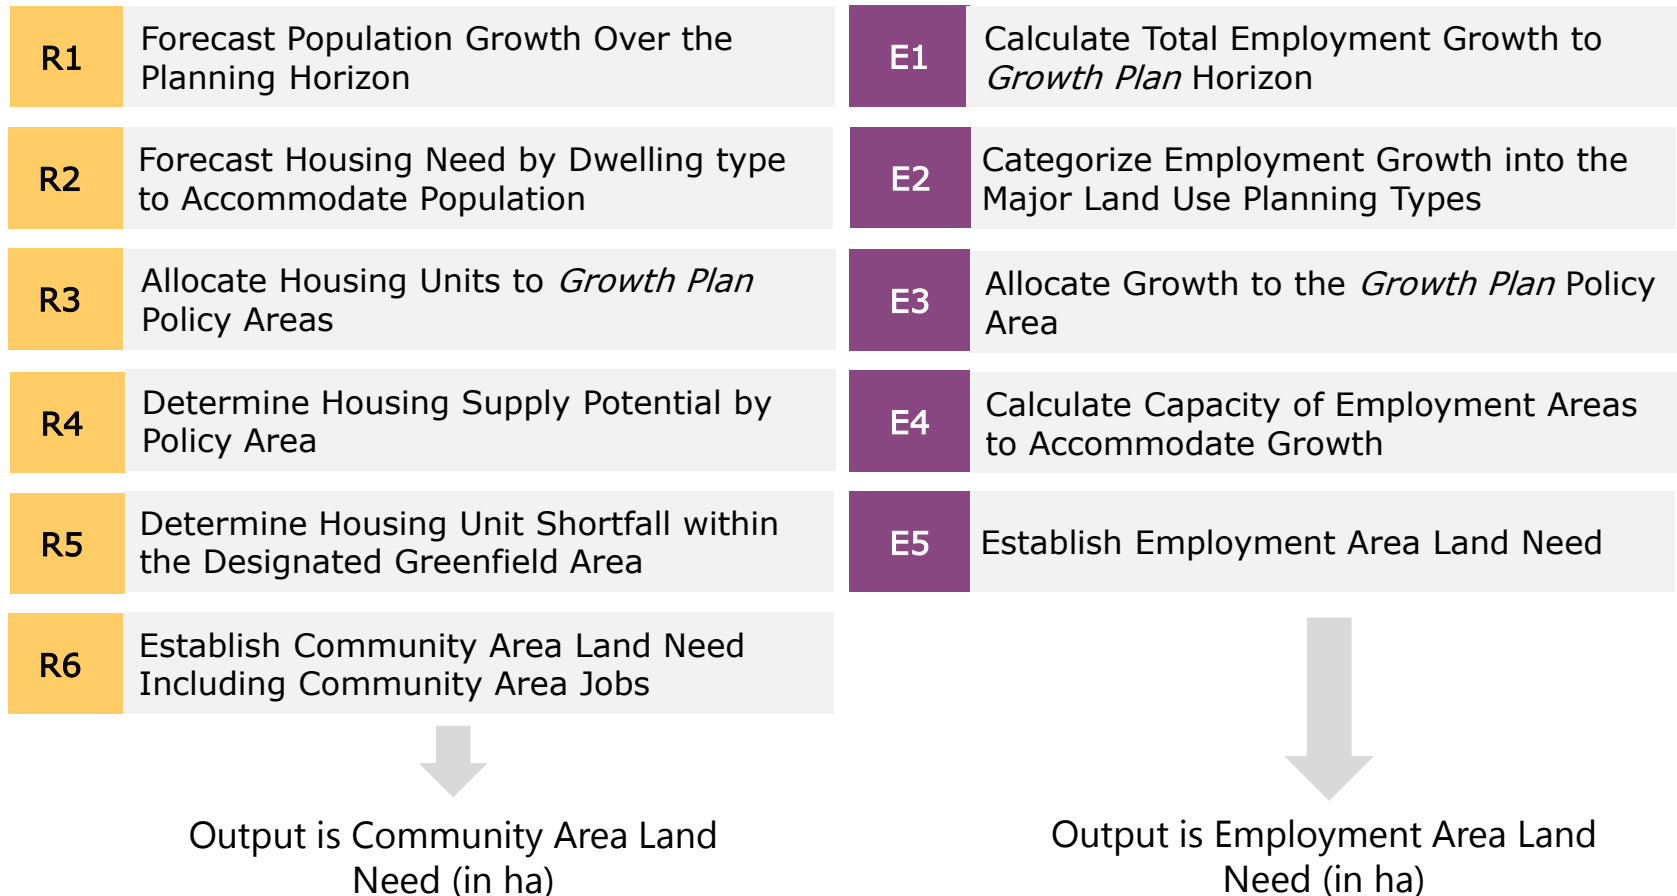 R1
Forecast Population Growth Over the
Planning Horizon
R2
Forecast Housing Need by Dwelling type
to Accommodate Population
R3
Allocate Housing Units to Growth Plan
Policy Areas
R4
Determine Housing Supply Potential by
Policy Area
R5
Determine Housing Unit Shortfall within
the Designated Greenfield Area
R6
Establish Community Area Land Need
Including Community Area Jobs
Output is Community Area Land
Need (in ha)
E1
Calculate Total Employment Growth to
Growth Plan Horizon
E2
Categorize Employment Growth into the
Major Land Use Planning Types
E3
Allocate Growth to the Growth Plan Policy
Area
E4
Calculate Capacity of Employment Areas
to Accommodate Growth
E5
Establish Employment Area Land Need
Output is Employment Area Land
Need (in ha)